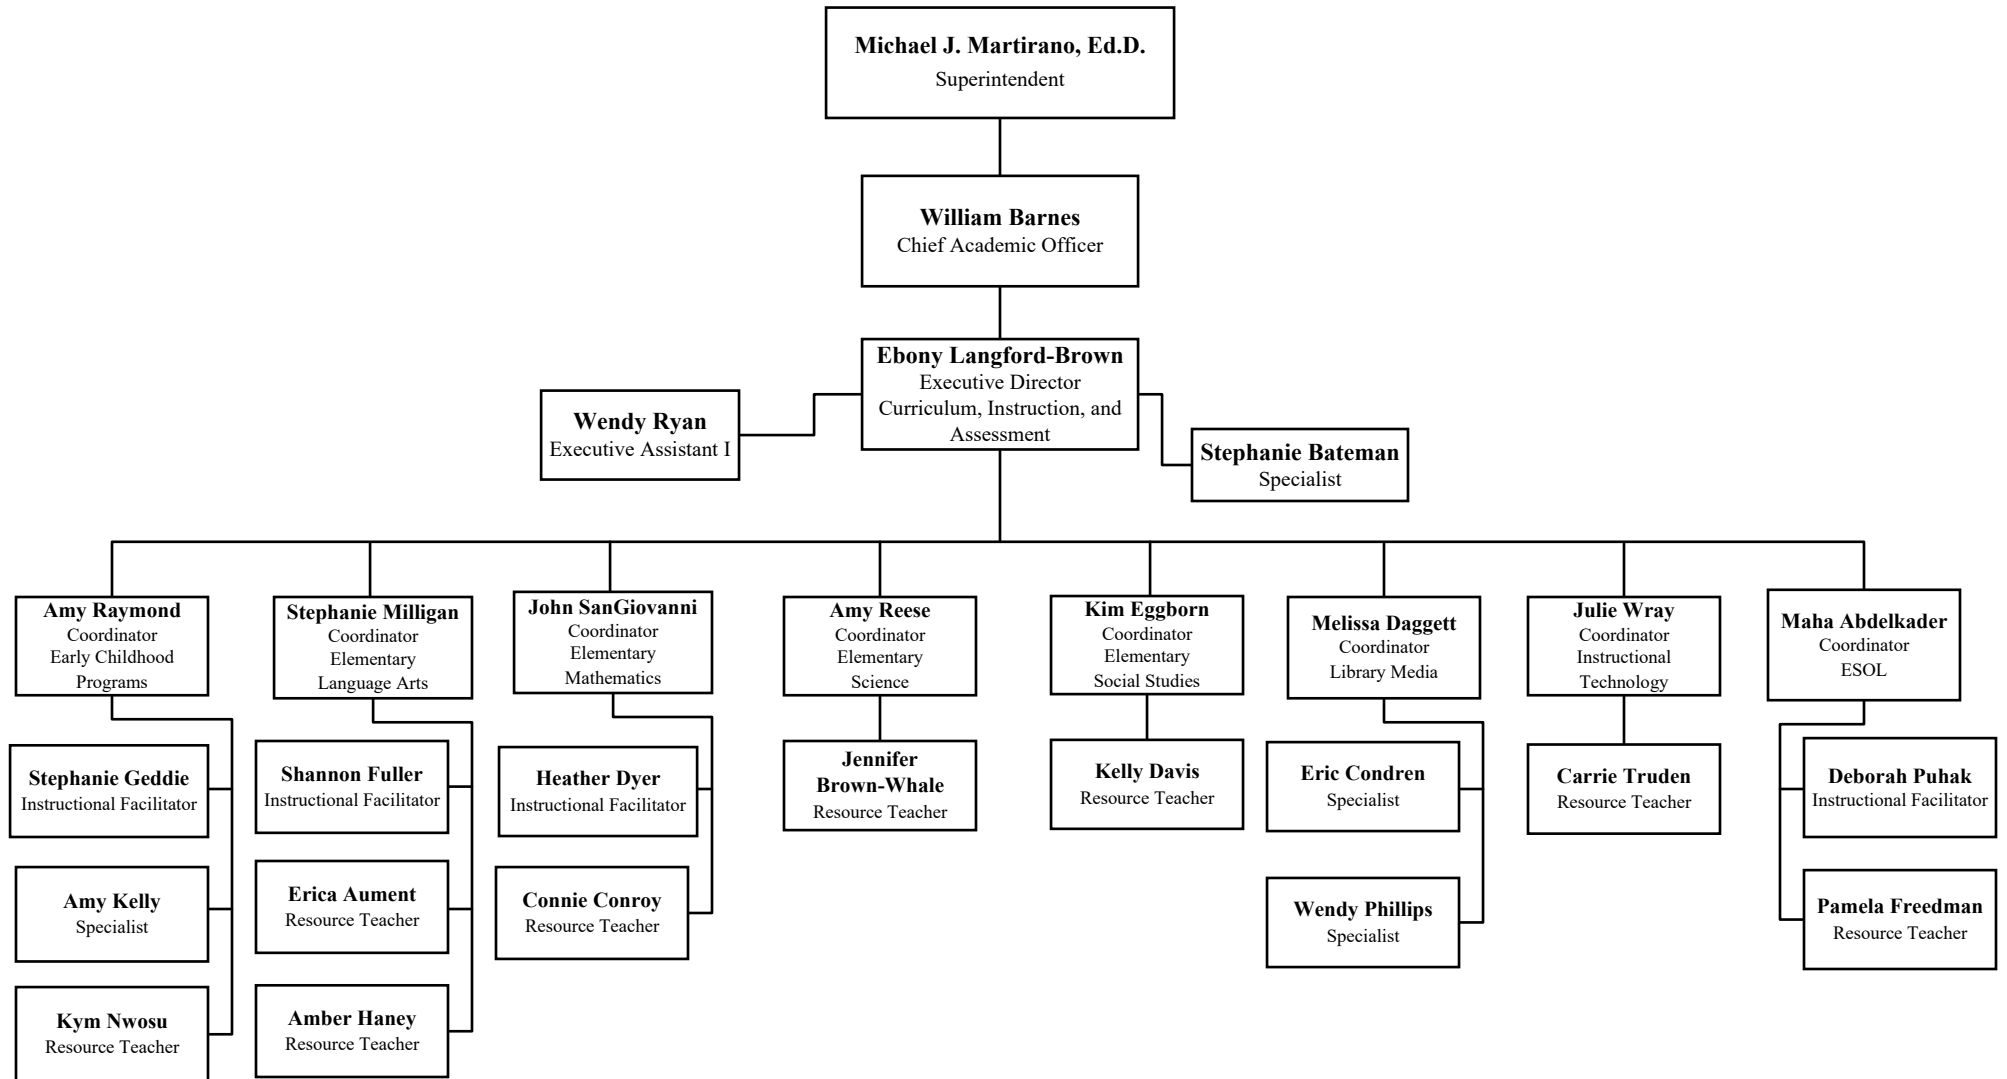 Michael J. Martirano, Ed.D.
Superintendent
William Barnes
Chief Academic Officer
Ebony Langford-Brown
Executive Director
Curriculum, Instruction, and
Assessment
Wendy Ryan
Executive Assistant I
Stephanie Bateman
Specialist
Amy Raymond
Coordinator
Early Childhood
Programs
Stephanie Milligan
Coordinator
Elementary
Language Arts
John SanGiovanni
Coordinator
Elementary
Mathematics
Amy Reese
Coordinator
Elementary
Science
Kim Eggborn
Coordinator
Elementary
Social Studies
Melissa Daggett
Coordinator
Library Media
Julie Wray
Coordinator
Instructional
Technology
Maha Abdelkader
Coordinator
ESOL
Stephanie Geddie
Instructional Facilitator
Shannon Fuller
Instructional Facilitator
Heather Dyer
Instructional Facilitator
Jennifer
Brown-Whale
Resource Teacher
Kelly Davis
Resource Teacher
Eric Condren
Specialist
Carrie Truden
Resource Teacher
Deborah Puhak
Instructional Facilitator
Amy Kelly
Specialist
Erica Aument
Resource Teacher
Connie Conroy
Resource Teacher
Wendy Phillips
Specialist
Pamela Freedman
Resource Teacher
Kym Nwosu
Resource Teacher
Amber Haney
Resource Teacher